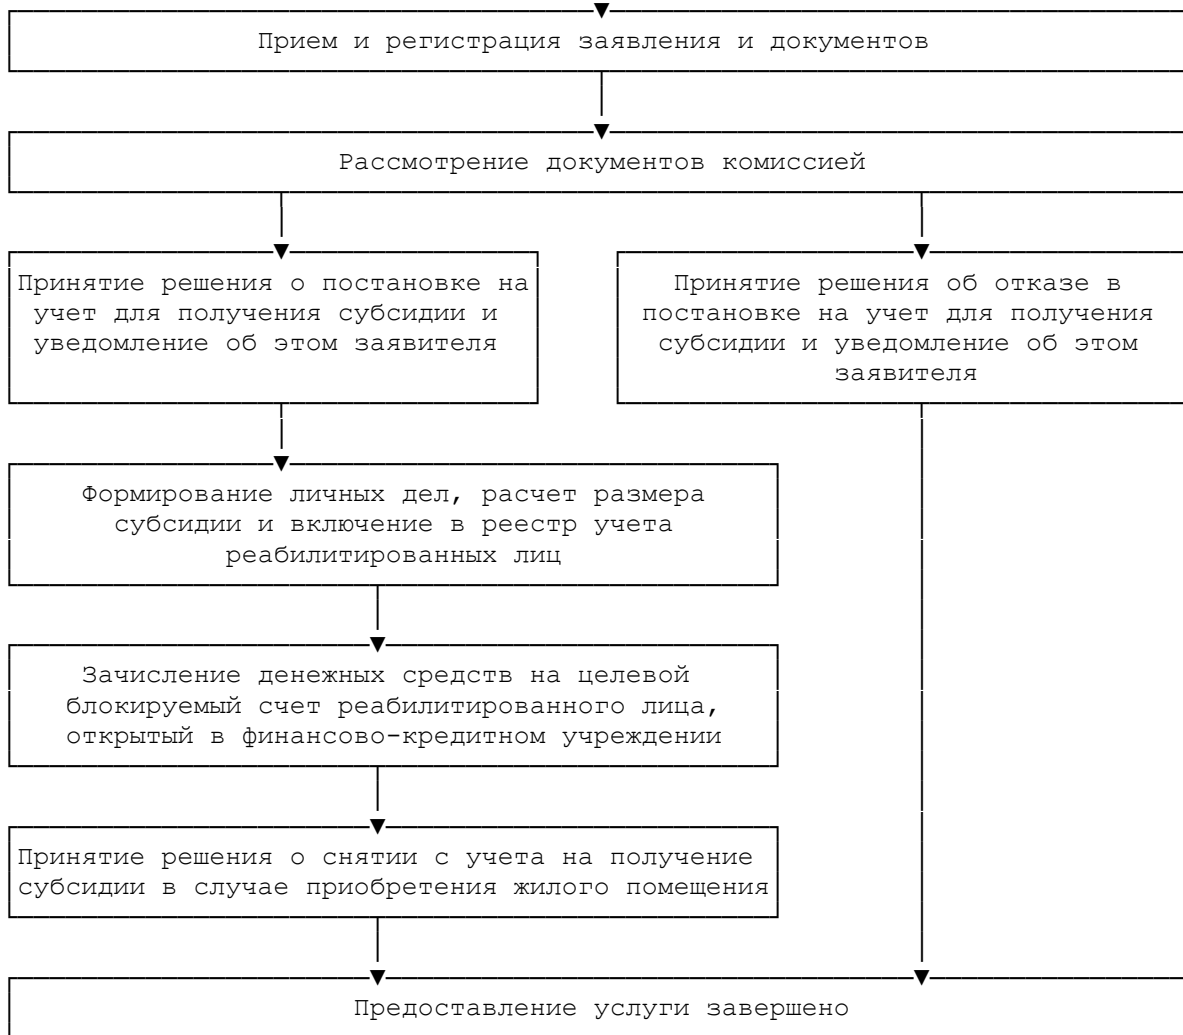 Прием и регистрация заявления и документов
Рассмотрение документов комиссией
Принятие решения о постановке на
учет для получения субсидии и
уведомление об этом заявителя
Принятие решения об отказе в
постановке на учет для получения
субсидии и уведомление об этом
заявителя
Формирование личных дел, расчет размера
субсидии и включение в реестр учета
реабилитированных лиц
Зачисление денежных средств на целевой
блокируемый счет реабилитированного лица,
открытый в финансово-кредитном учреждении
Принятие решения о снятии с учета на получение
субсидии в случае приобретения жилого помещения
Предоставление услуги завершено